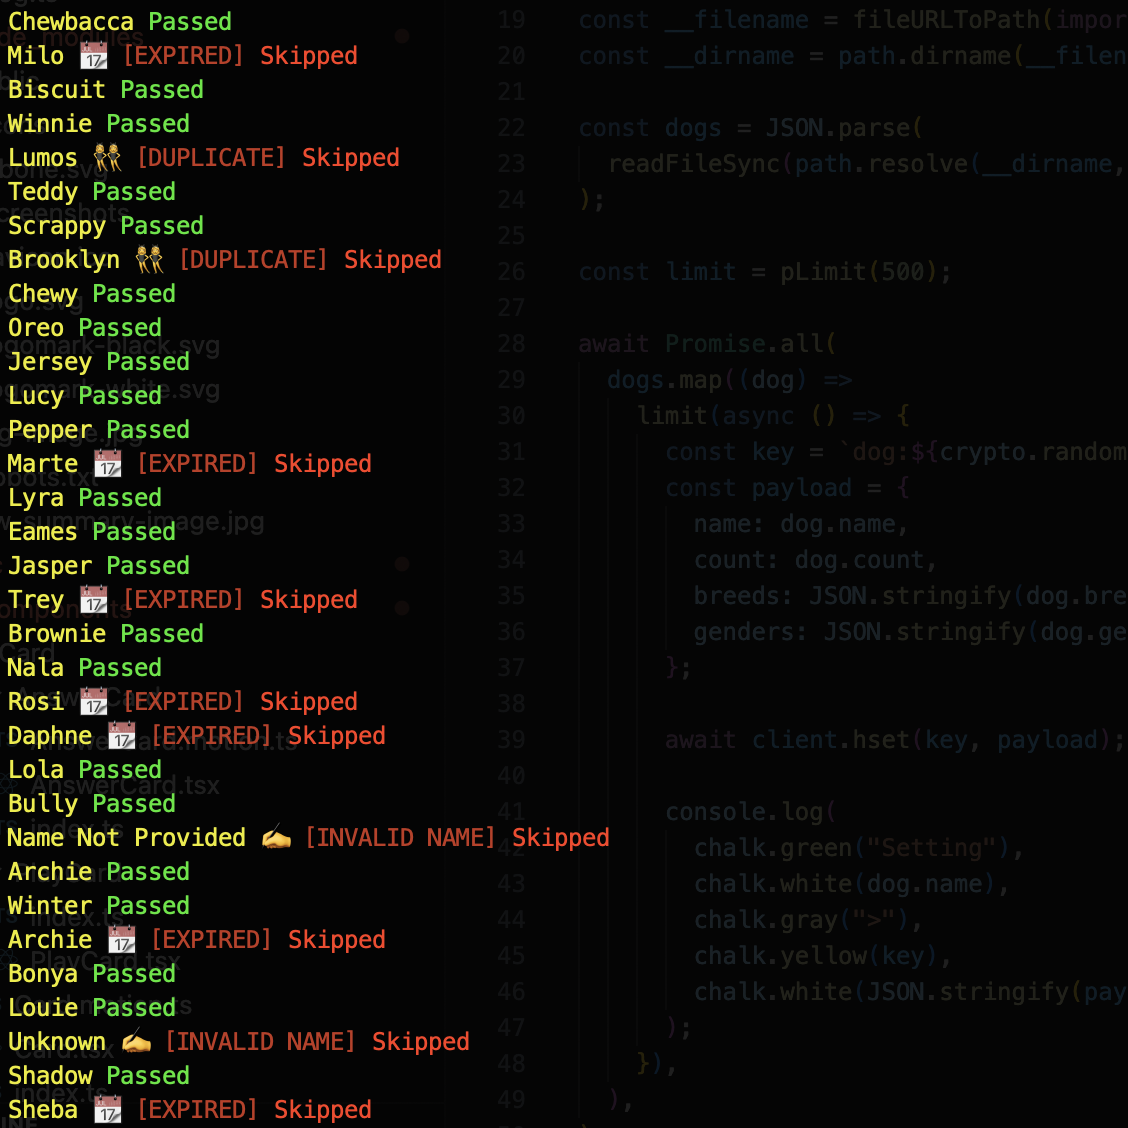 Chewbacca Passed
Milo 📆 [EXPIRED] Skipped
Biscuit Passed
Winnie Passed
Lumos 👯 [DUPLICATE] Skipped
Teddy Passed
Scrappy Passed
Brooklyn 👯 [DUPLICATE] Skipped
Chewy Passed
Oreo Passed
Jersey Passed
Lucy Passed
Pepper Passed
Marte 📆 [EXPIRED] Skipped
Lyra Passed
Eames Passed
Jasper Passed
Trey 📆 [EXPIRED] Skipped
Brownie Passed
Nala Passed
Rosi 📆 [EXPIRED] Skipped
Daphne 📆 [EXPIRED] Skipped
Lola Passed
Bully Passed
Name Not Provided ✍️ [INVALID NAME] Skipped
Archie Passed
Winter Passed
Archie 📆 [EXPIRED] Skipped
Bonya Passed
Louie Passed
Unknown ✍️ [INVALID NAME] Skipped
Shadow Passed
Sheba 📆 [EXPIRED] Skipped
19 const __filename = fileURLToPath(impor
20 const __dirname = path.dirname(__filen
21
22 const dogs = JSON.parse(
23 readFileSync(path.resolve(__dirname,
24 );
25
26 const limit = pLimit(500);
27
28 await Promise.all(
29 dogs.map((dog) =>
30 limit(async () => {
31 const key = `dog:${crypto.random
32 const payload = {
33 name: dog.name,
34 count: dog.count,
35 breeds: JSON.stringify(dog.bre
36 genders: JSON.stringify(dog.ge
37 };
38
39 await client.hset(key, payload);
40
41 console.log(
42 chalk.green("Setting"),
43 chalk.white(dog.name),
44 chalk.gray(">"),
45 chalk.yellow(key),
46 chalk.white(JSON.stringify(pay
47 );
48 }),
49 ),